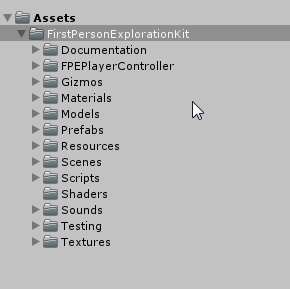 Assets
FirstPersonExplorationKit
Documentation
FPEPlayerController
Gizmos
Materials
Models
Prefabs
Resources
Scenes
Scripts
Shaders
Sounds
Testing
Textures